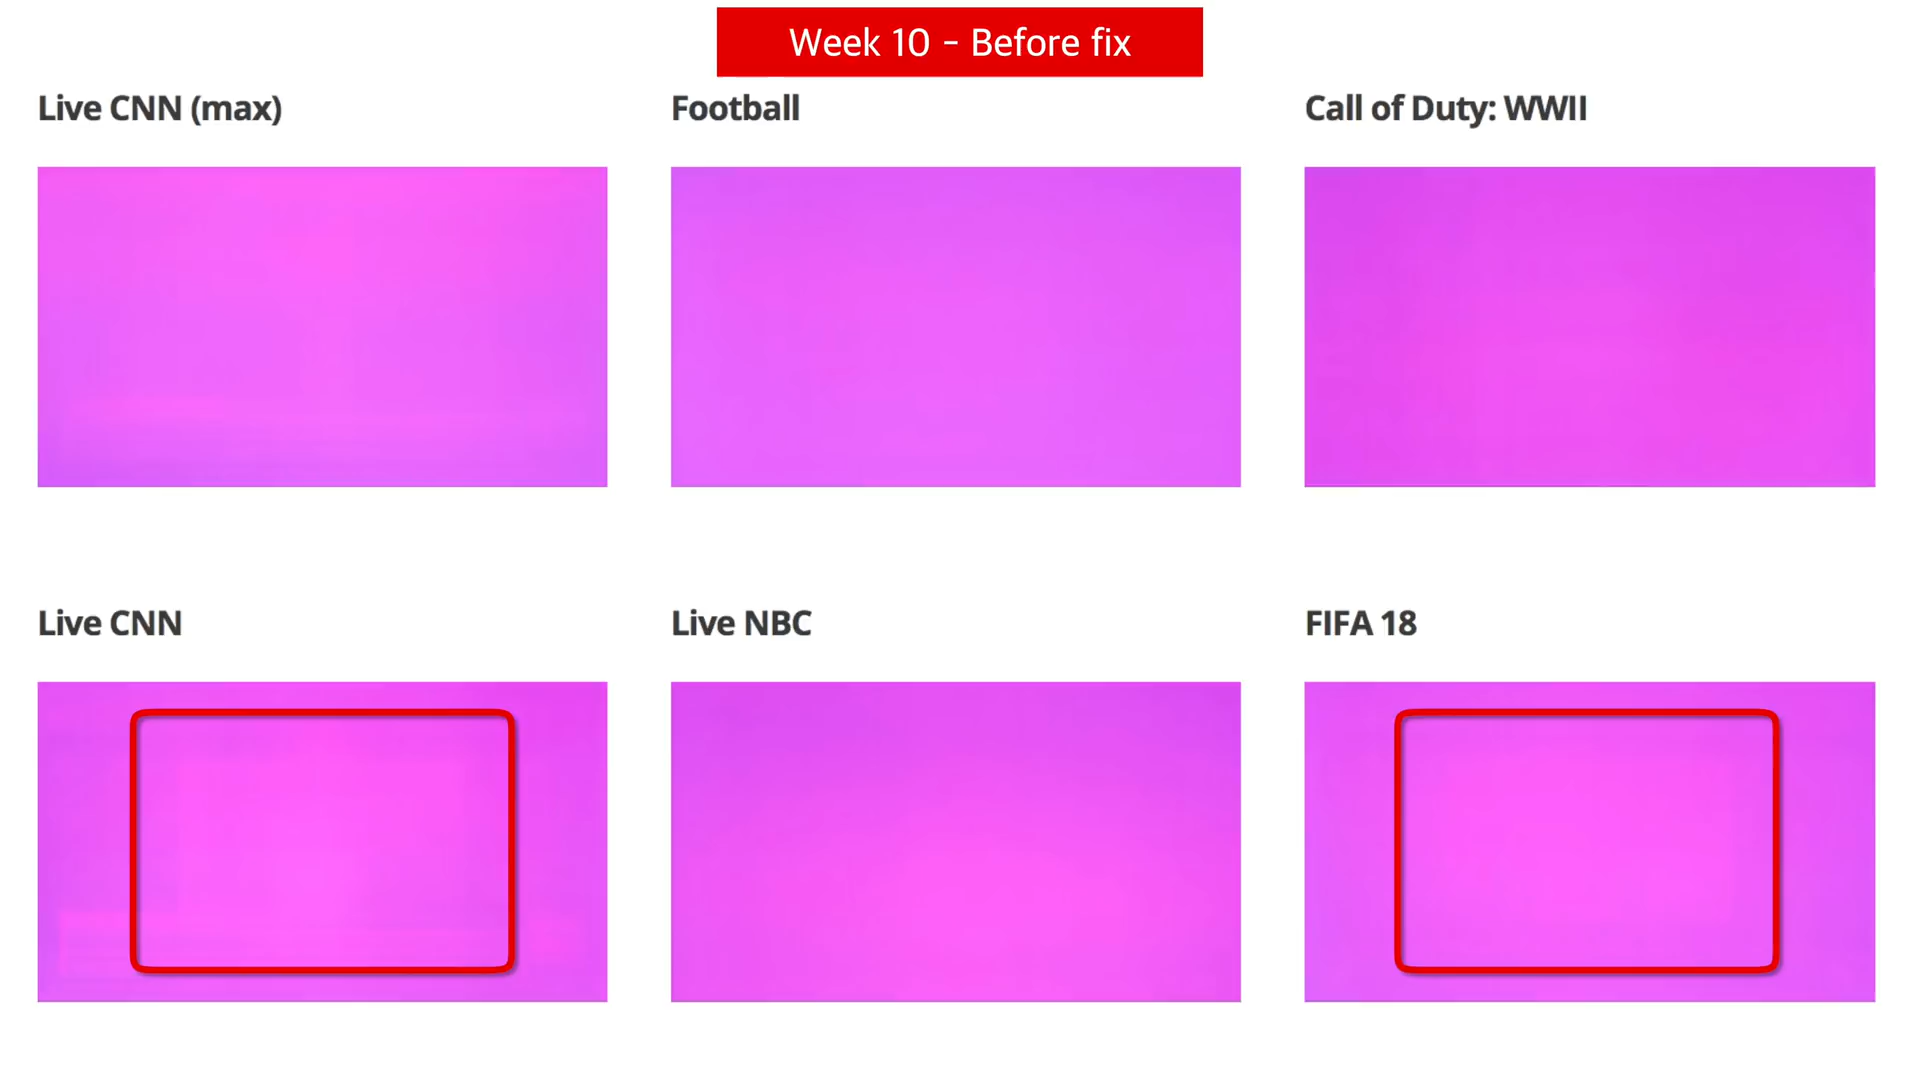 Week 10 - Before fix
Live CNN (max)
Football
Call of Duty: WWII
Live CNN
Live NBC
FIFA 18